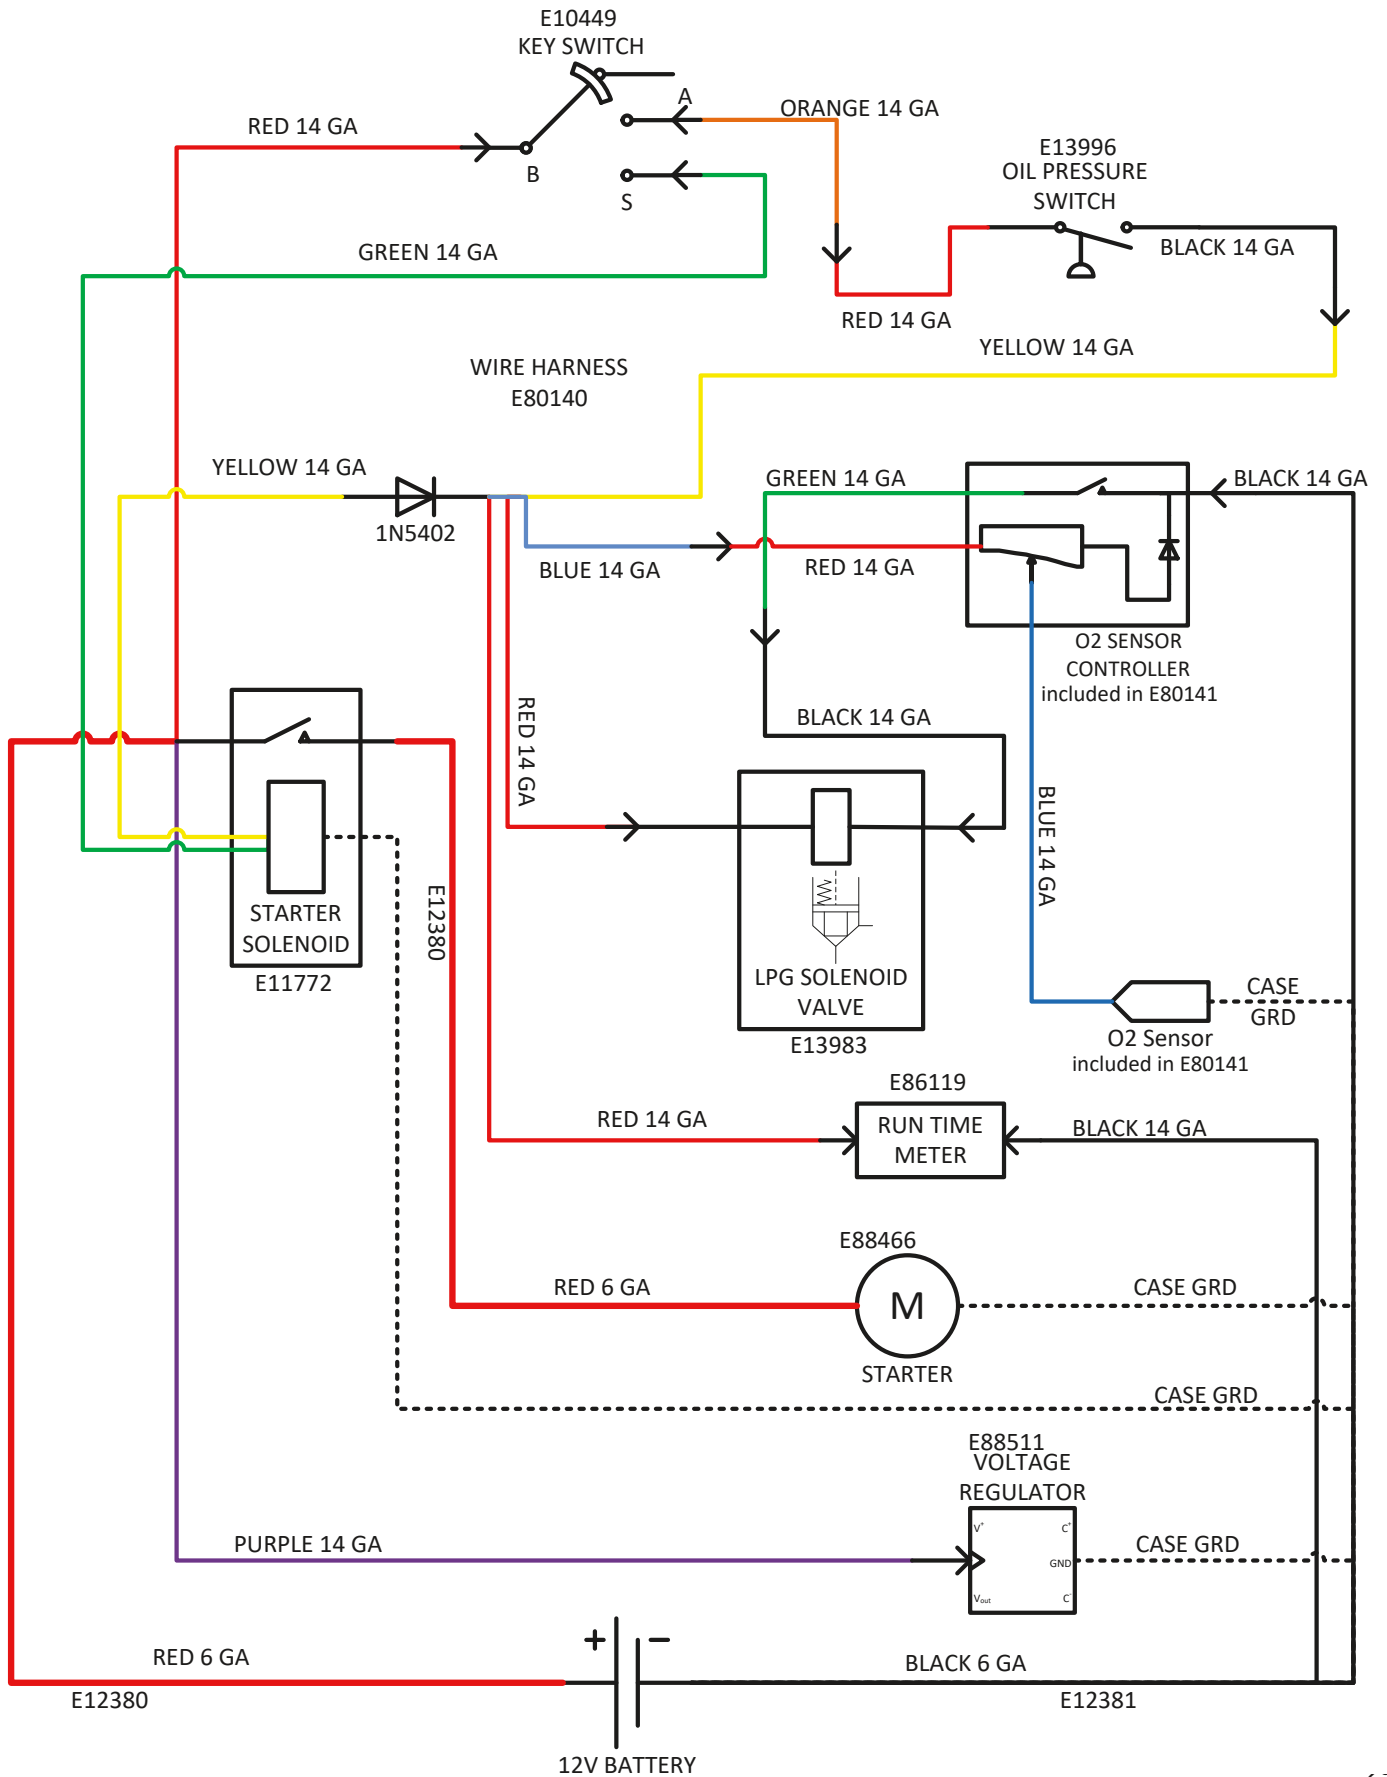 E10449
KEY SWITCH
A
ORANGE 14 GA
RED 14 GA
B
S
E13996
OIL PRESSURE
SWITCH
BLACK 14 GA
GREEN 14 GA
RED 14 GA
YELLOW 14 GA
WIRE HARNESS
E80140
YELLOW 14 GA
1N5402
GREEN 14 GA
BLACK 14 GA
BLUE 14 GA
RED 14 GA
O2 SENSOR
CONTROLLER
included in E80141
RED 14 GA
BLACK 14 GA
BLUE 14 GA
STARTER
SOLENOID
E11772
E12380
LPG SOLENOID
VALVE
E13983
CASE
GRD
O2 Sensor
included in E80141
E86119
RUN TIME
METER
RED 14 GA
BLACK 14 GA
E88466
M
STARTER
RED 6 GA
CASE GRD
CASE GRD
E88511
VOLTAGE
REGULATOR
V+
C+
GND
Vout
C-
PURPLE 14 GA
CASE GRD
+
−
RED 6 GA
E12380
BLACK 6 GA
E12381
12V BATTERY